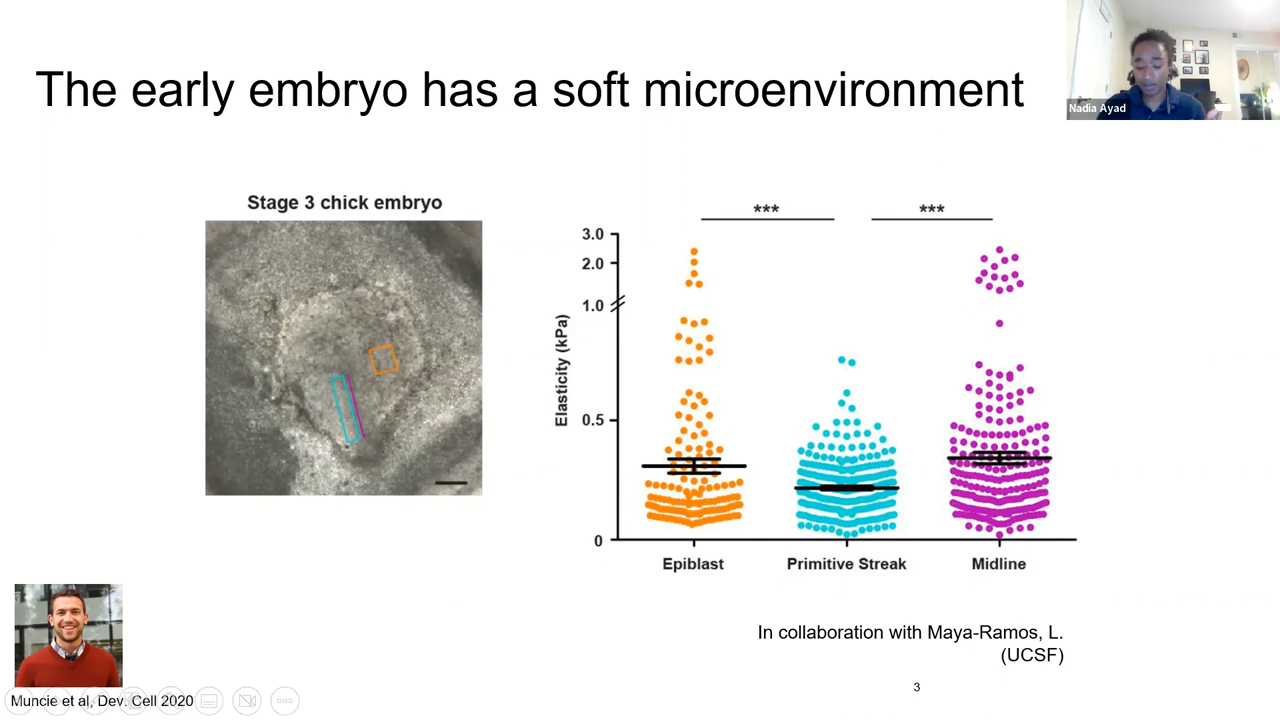 The early embryo has a soft microenvironment
Nadia Ayad
Stage 3 chick embryo
***
***
3.0
2.0
1.0
0.5
0
Elasticity (kPa)
Epiblast
Primitive Streak
Midline
In collaboration with Maya-Ramos, L.
(UCSF)
3
Muncie et al, Dev. Cell 2020